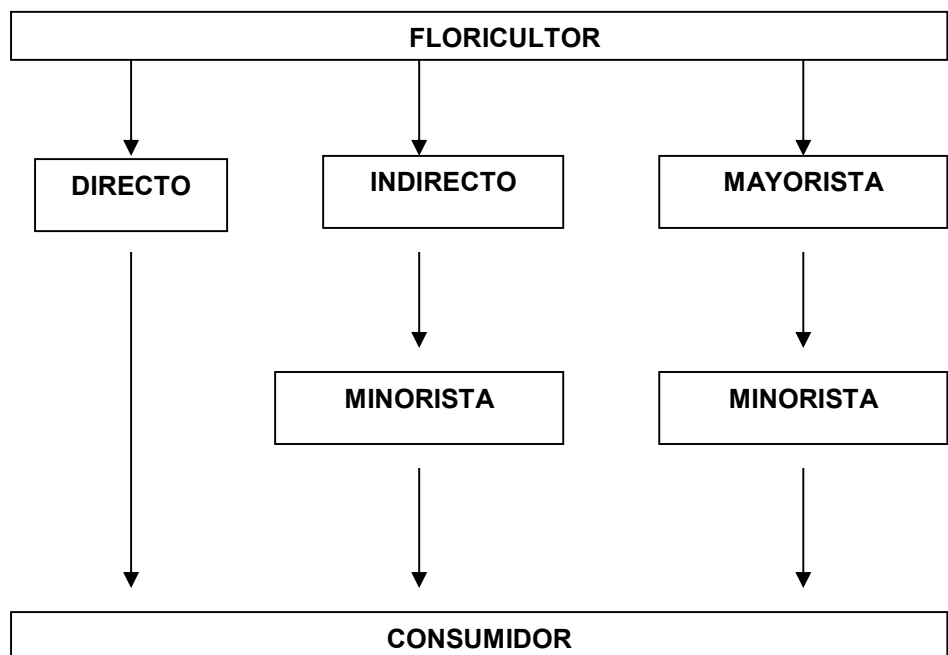 FLORICULTOR
DIRECTO
INDIRECTO
MAYORISTA
MINORISTA
MINORISTA
CONSUMIDOR